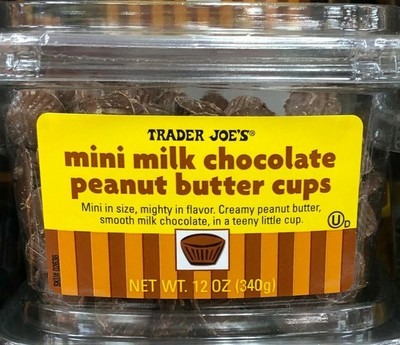 TRADER JOE'S®
mini milk chocolate
peanut butter cups
Mini in size, mighty in flavor. Creamy peanut butter,
smooth milk chocolate, in a teeny little cup.
U D
NET WT. 12 OZ (340g)